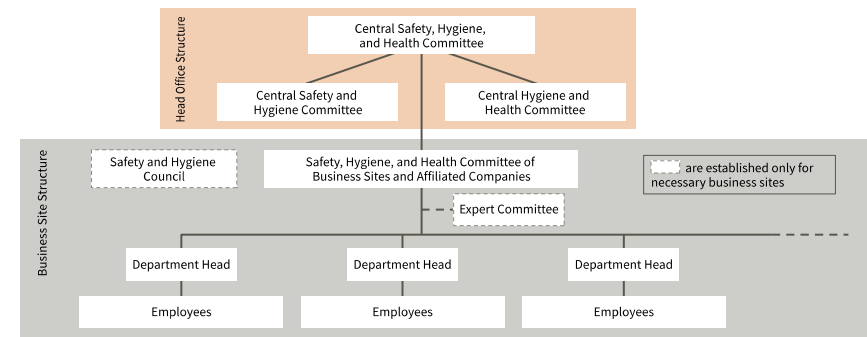 Head Office Structure
Central Safety, Hygiene,
and Health Committee
Central Safety and
Hygiene Committee
Central Hygiene and
Health Committee
Business Site Structure
Safety and Hygiene
Council
Safety, Hygiene, and Health Committee of
Business Sites and Affiliated Companies
are established only for
necessary business sites
Expert Committee
Department Head
Department Head
Department Head
Employees
Employees
Employees